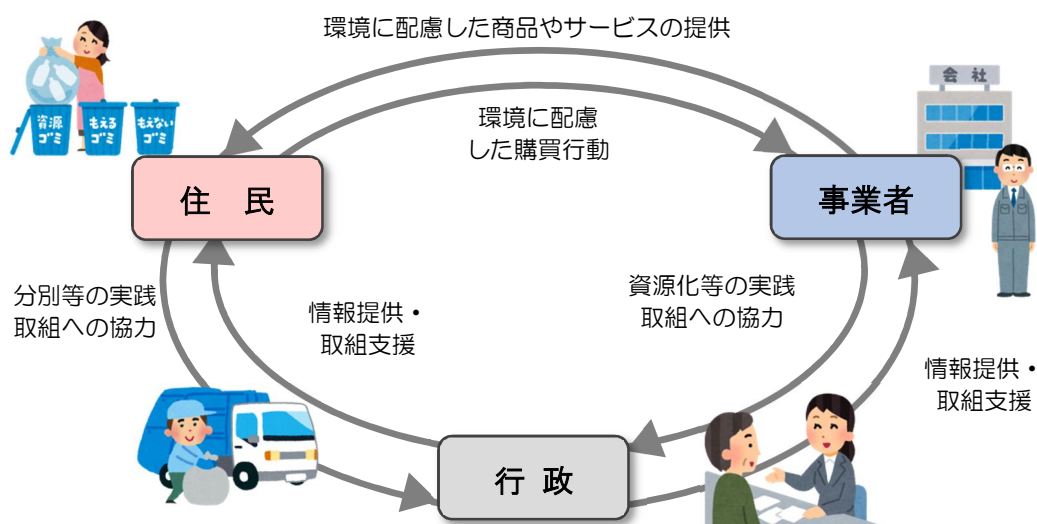 環境に配慮した商品やサービスの提供
会社
環境に配慮
した購買行動
資源
ゴミ
もえる
ゴミ
もえない
ゴミ
住 民
事業者
分別等の実践
取組への協力
情報提供・
取組支援
資源化等の実践
取組への協力
情報提供・
取組支援
行 政